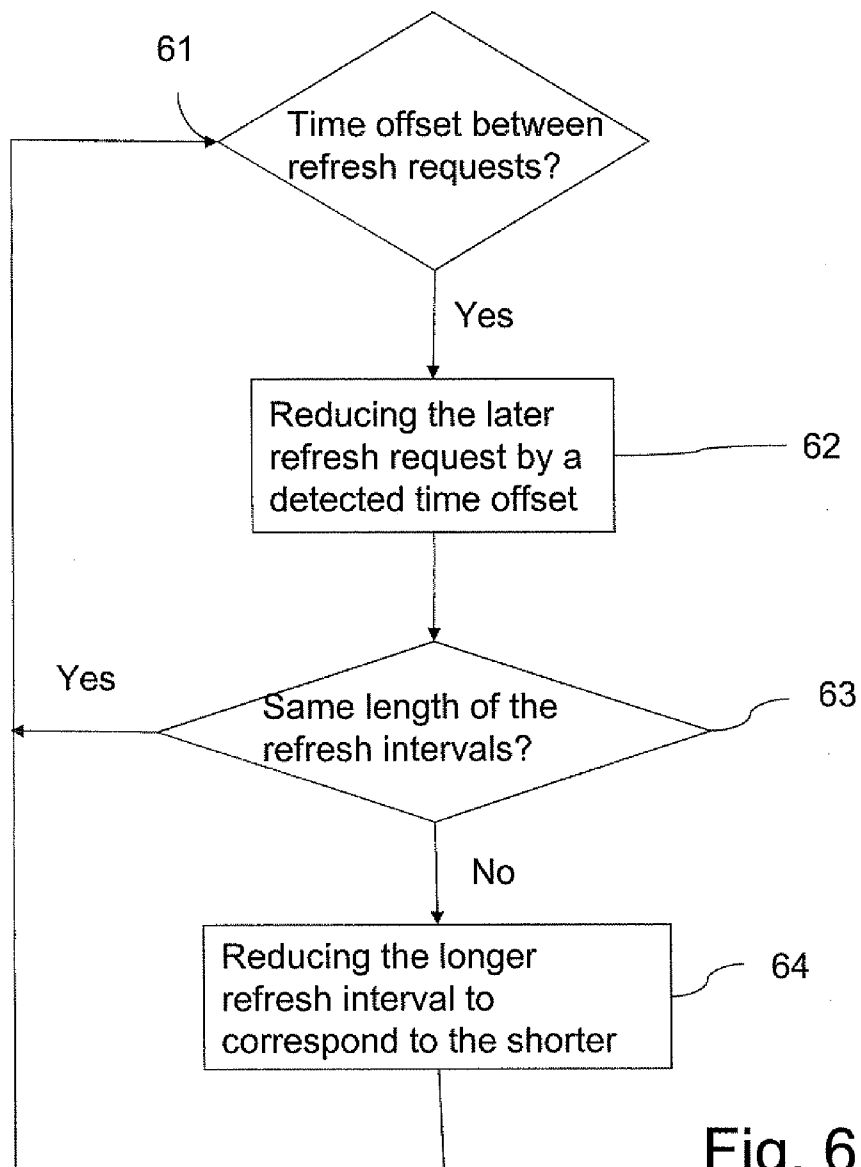 61
Time offset between
refresh requests?
Yes
Reducing the later
refresh request by a
detected time offset
62
Yes
Same length of the
refresh intervals?
63
No
Reducing the longer
refresh interval to
correspond to the shorter
64
Fig. 6